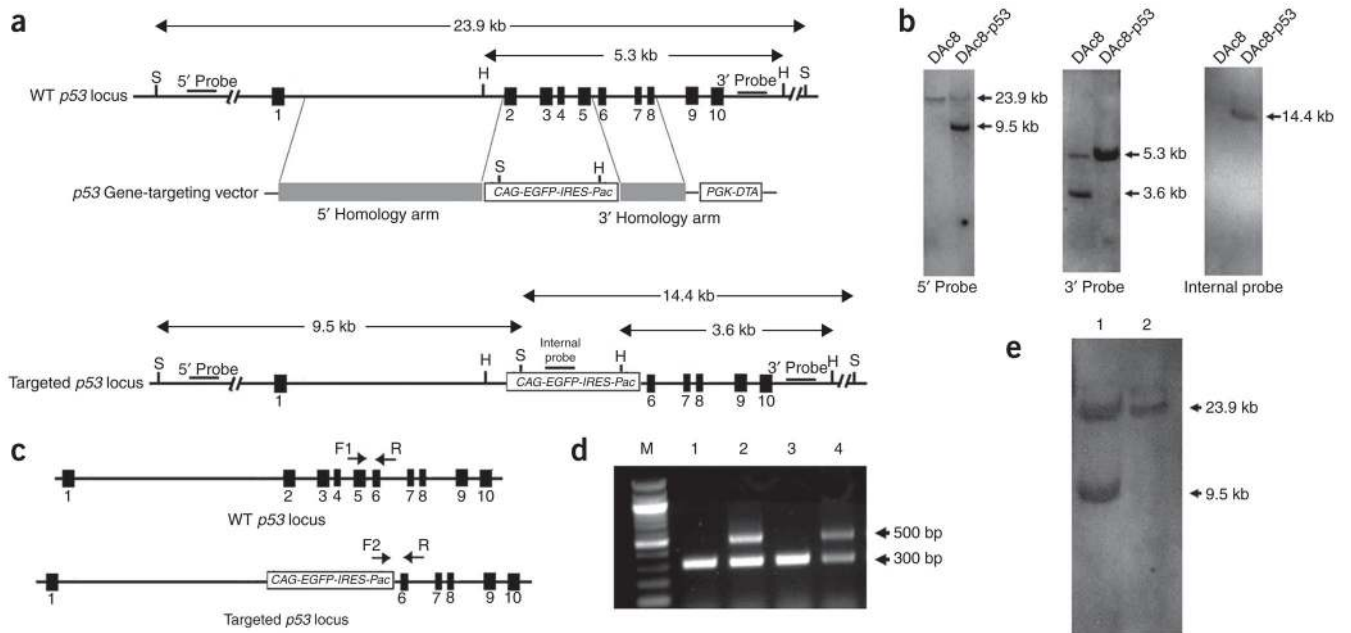 a
23.9 kb
5.3 kb
S 5′ Probe H 3′ Probe H S
WT p53 locus
1 2 3 4 5 6 7 8 9 10
S H
p53 Gene-targeting vector CAG-EGFP-IRES-Pac PGK-DTA
5′ Homology arm 3′ Homology arm
14.4 kb
9.5 kb 3.6 kb
S 5′ Probe H S Internal probe H 3′ Probe H S
Targeted p53 locus CAG-EGFP-IRES-Pac
1 6 7 8 9 10
b
DAc8 DAc8-p53 DAc8 DAc8-p53 DAc8 DAc8-p53
23.9 kb
9.5 kb
5.3 kb
3.6 kb
14.4 kb
5′ Probe 3′ Probe Internal probe
c
F1 R
1 2 3 4 5 6 7 8 9 10
WT p53 locus
F2 R
CAG-EGFP-IRES-Pac
1 6 7 8 9 10
Targeted p53 locus
d
M 1 2 3 4
500 bp
300 bp
e
1 2
23.9 kb
9.5 kb